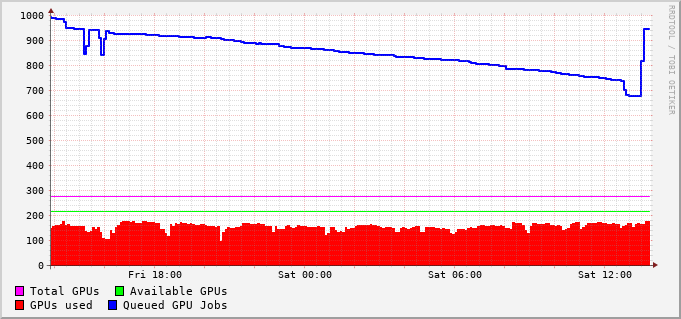 1000
900
800
700
600
500
400
300
200
100
0
Fri 18:00 Sat 00:00 Sat 06:00 Sat 12:00
Total GPUs Available GPUs
GPUs used Queued GPU Jobs
RRDTOOL / TOBI OETIKER